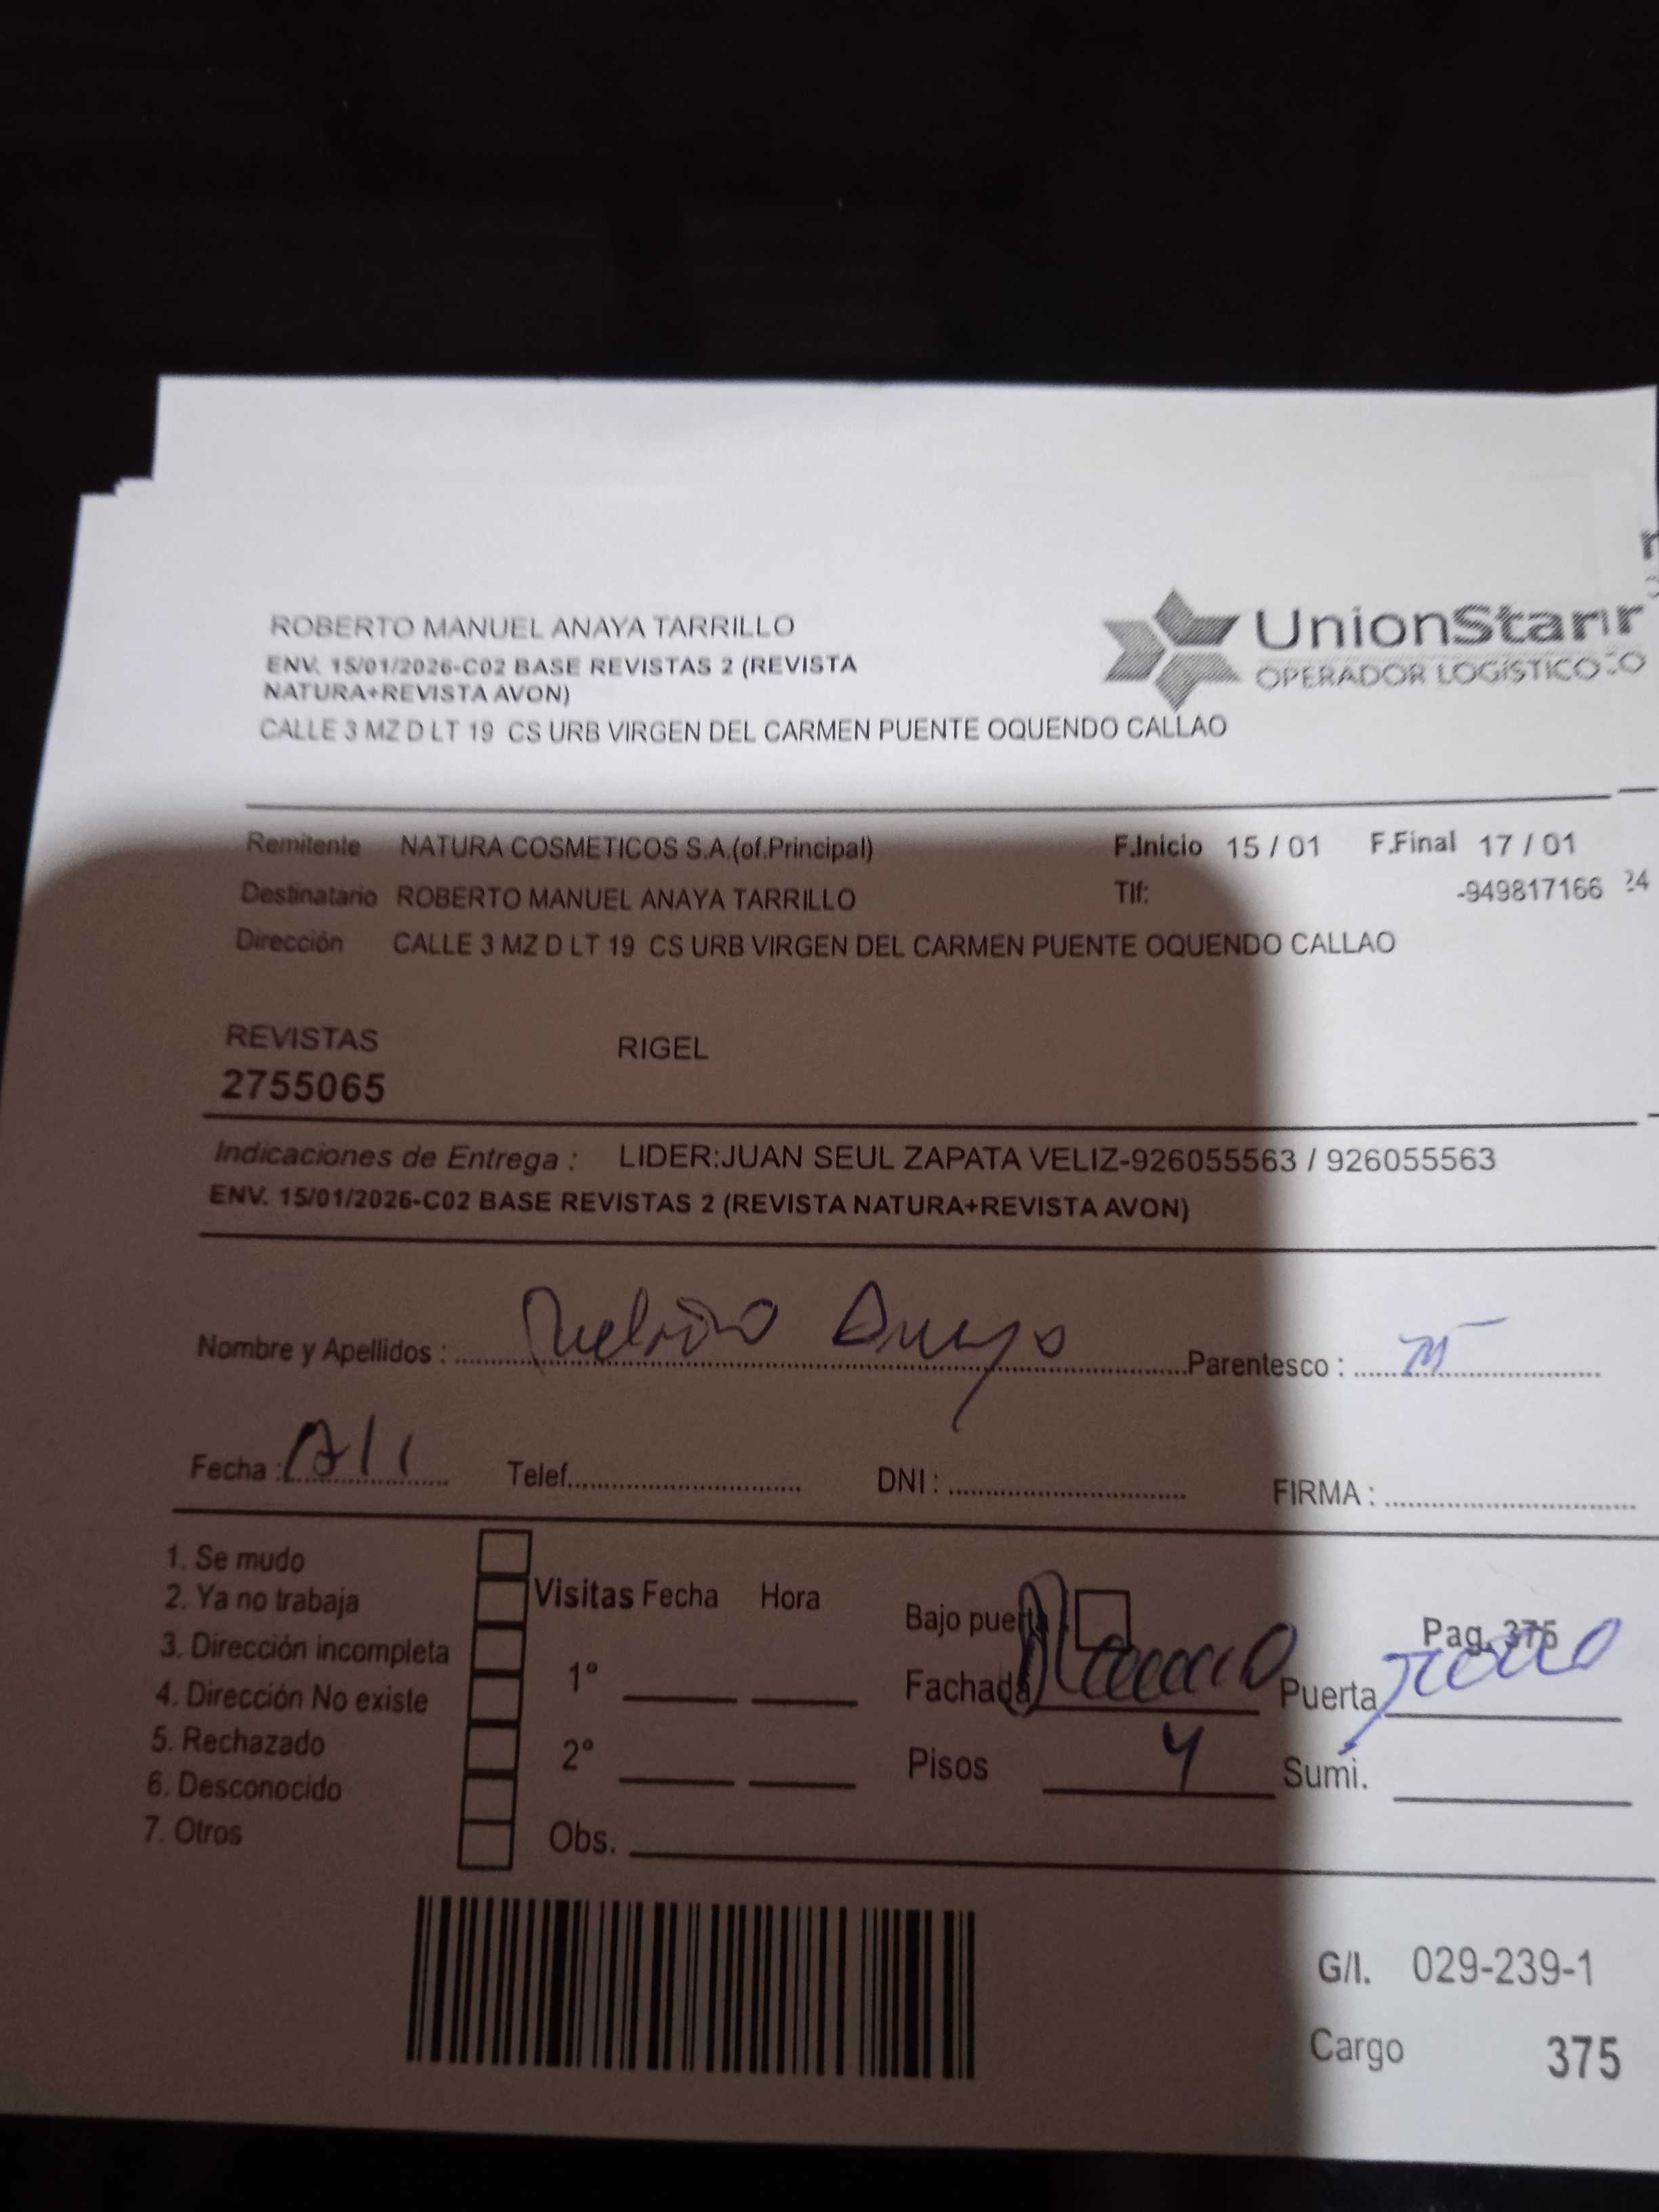 ROBERTO MANUEL ANAYA TARRILLO
ENV. 15/01/2026-C02 BASE REVISTAS 2 (REVISTA
NATURA+REVISTA AVON)
CALLE 3 MZ D LT 19 CS URB VIRGEN DEL CARMEN PUENTE OQUENDO CALLAO
UnionStar
OPERADOR LOGÍSTICO
Remitente NATURA COSMETICOS S.A.(of.Principal) F.Inicio 15 / 01 F.Final 17 / 01
Destinatario ROBERTO MANUEL ANAYA TARRILLO Tlf: -949817166 24
Dirección CALLE 3 MZ D LT 19 CS URB VIRGEN DEL CARMEN PUENTE OQUENDO CALLAO
REVISTAS RIGEL
2755065
Indicaciones de Entrega : LIDER:JUAN SEUL ZAPATA VELIZ-926055563 / 926055563
ENV. 15/01/2026-C02 BASE REVISTAS 2 (REVISTA NATURA+REVISTA AVON)
Nombre y Apellidos : Parentesco :
Fecha : Telef. DNI : FIRMA :
1. Se mudo
2. Ya no trabaja
3. Dirección incompleta
4. Dirección No existe
5. Rechazado
6. Desconocido
7. Otros
Visitas Fecha Hora
1°
2°
Obs.
Bajo puerta Pag. 375
Fachada Puerta
Pisos 4 Sumi.
G/I. 029-239-1
Cargo 375